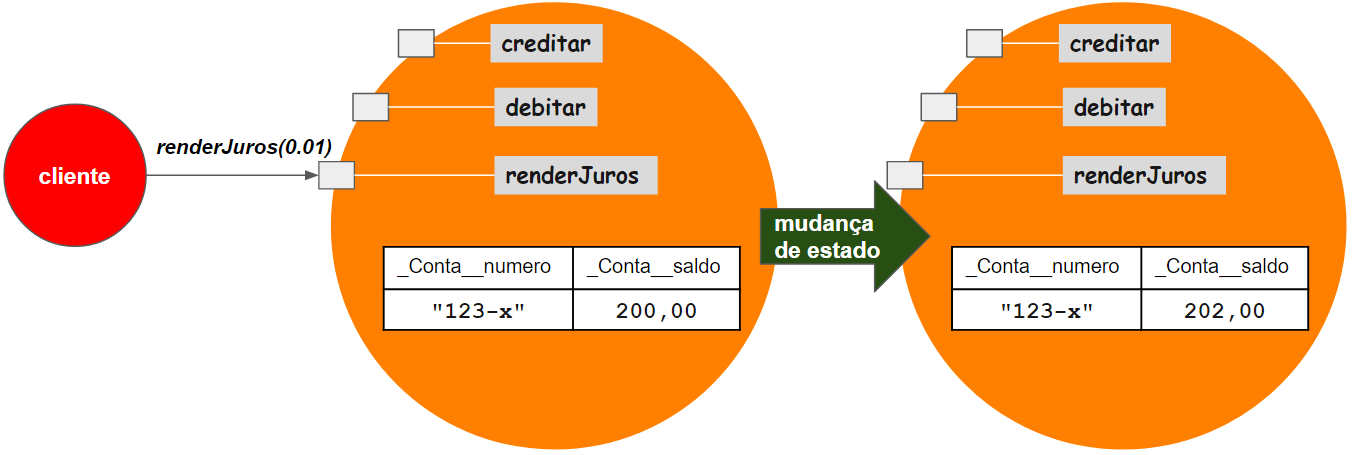 cliente
renderJuros(0.01)
creditar
debitar
renderJuros
_Conta__numero
_Conta__saldo
"123-x"
200,00
mudança
de estado
creditar
debitar
renderJuros
_Conta__numero
_Conta__saldo
"123-x"
202,00